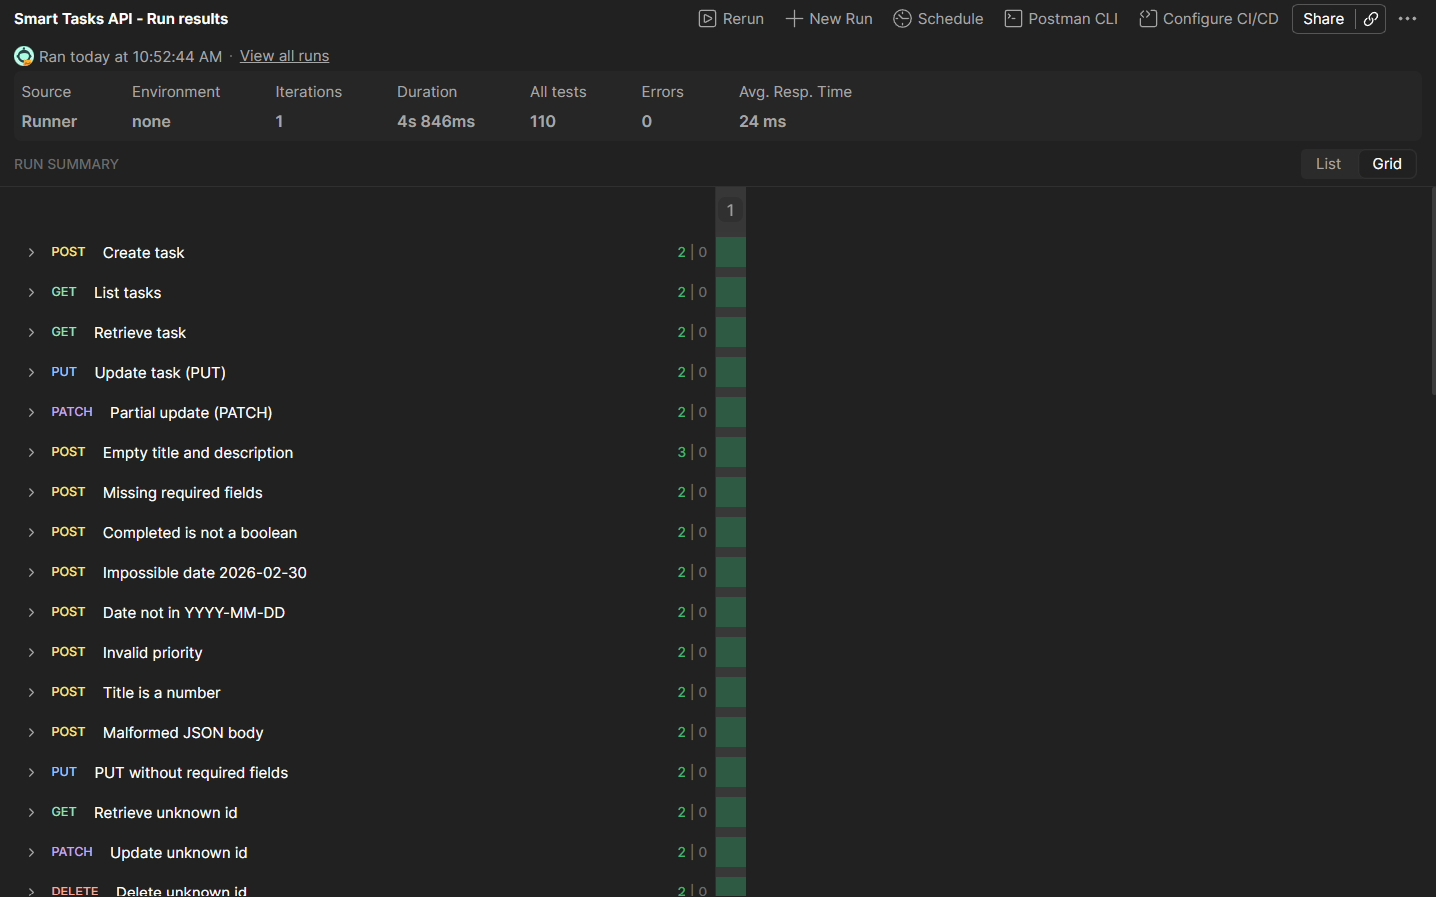 Smart Tasks API - Run results
Rerun New Run Schedule Postman CLI Configure CI/CD Share
Ran today at 10:52:44 AM · View all runs
Source Environment Iterations Duration All tests Errors Avg. Resp. Time
Runner none 1 4s 846ms 110 0 24 ms
RUN SUMMARY List Grid
1
POST Create task 2 | 0
GET List tasks 2 | 0
GET Retrieve task 2 | 0
PUT Update task (PUT) 2 | 0
PATCH Partial update (PATCH) 2 | 0
POST Empty title and description 3 | 0
POST Missing required fields 2 | 0
POST Completed is not a boolean 2 | 0
POST Impossible date 2026-02-30 2 | 0
POST Date not in YYYY-MM-DD 2 | 0
POST Invalid priority 2 | 0
POST Title is a number 2 | 0
POST Malformed JSON body 2 | 0
PUT PUT without required fields 2 | 0
GET Retrieve unknown id 2 | 0
PATCH Update unknown id 2 | 0
DELETE Delete unknown id 2 | 0